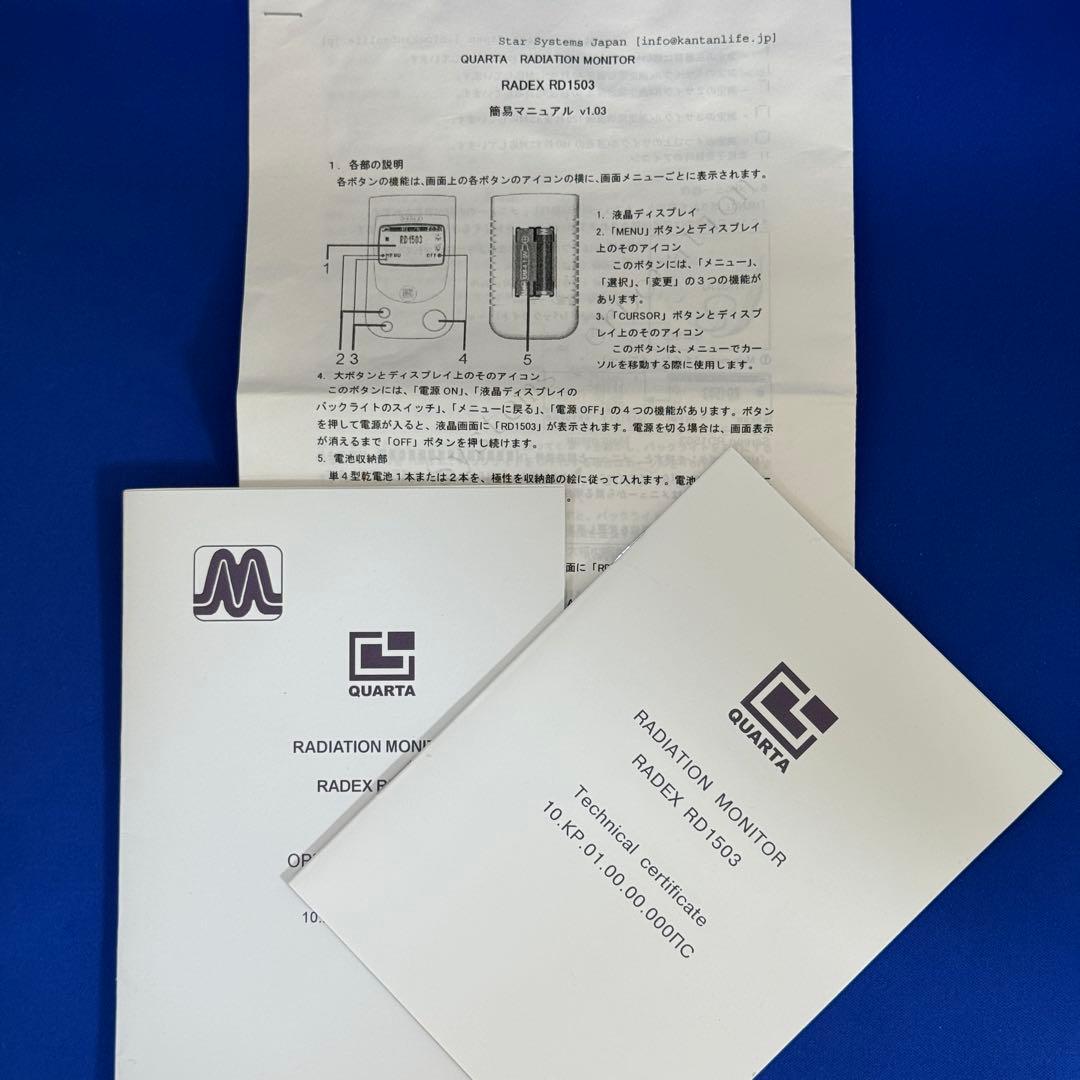 Star Systems Japan [info@kantanlife.jp]
QUARTA RADIATION MONITOR
RADEX RD1503
簡易マニュアル v1.03
1. 各部の説明
各ボタンの機能は、画面上の各ボタンのアイコンの横に、画面メニューごとに表示されます。
RD1503
MENU OFF
1
2 3
4
5
1. 液晶ディスプレイ
2.「MENU」ボタンとディスプレイ
上のそのアイコン
このボタンには、「メニュー」、
「選択」、「変更」の３つの機能が
あります。
3.「CURSOR」ボタンとディスプ
レイ上のそのアイコン
このボタンは、メニューでカー
ソルを移動する際に使用します。
4. 大ボタンとディスプレイ上のそのアイコン
このボタンには、「電源 ON」、「液晶ディスプレイの
バックライトのスイッチ」、「メニューに戻る」、「電源 OFF」の４つの機能があります。ボタン
を押して電源が入ると、液晶画面に「RD1503」が表示されます。電源を切る場合は、画面表示
が消えるまで「OFF」ボタンを押し続けます。
5. 電池収納部
単４型乾電池１本または２本を、極性を収納部の絵に従って入れます。電池
面に「RD
QUARTA
RADIATION MONI
RADEX R
OP
10.
QUARTA
RADIATION MONITOR
RADEX RD1503
Technical certificate
10.KP.01.00.00.000ПС